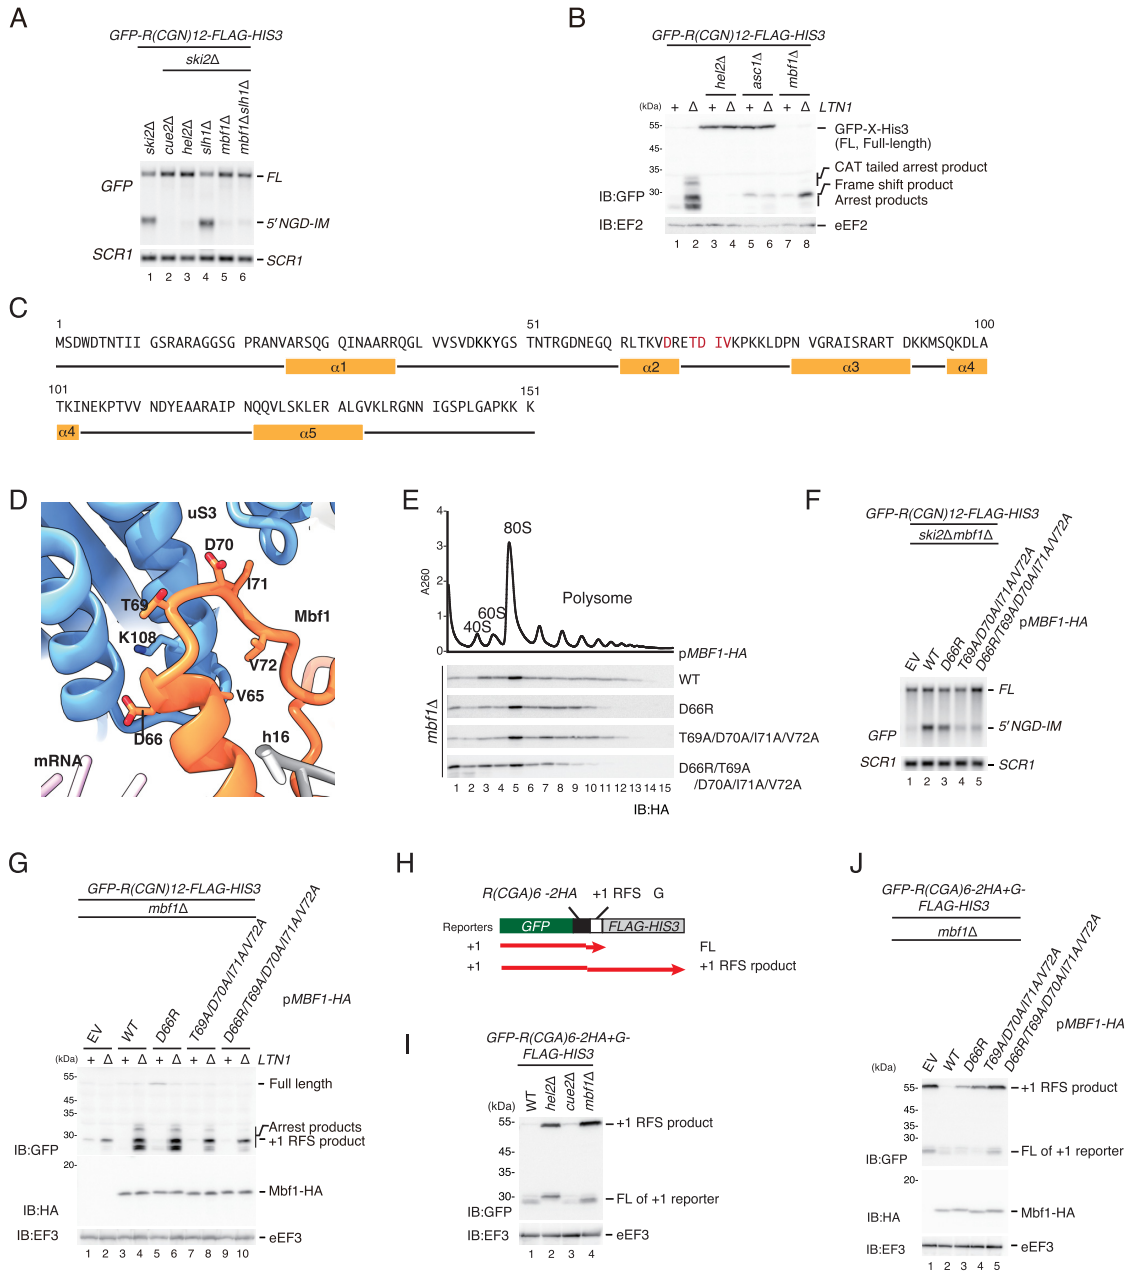 A
GFP-R(CGN)12-FLAG-HIS3
ski2Δ
ski2Δ
cue2Δ
hel2Δ
slh1Δ
mbf1Δ
mbf1Δslh1Δ
GFP
FL
5'NGD-IM
SCR1
SCR1
1 2 3 4 5 6
B
GFP-R(CGN)12-FLAG-HIS3
hel2Δ
asc1Δ
mbf1Δ
(kDa)
+ Δ + Δ + Δ + Δ LTN1
55-
45-
35-
30-
GFP-X-His3
(FL, Full-length)
CAT tailed arrest product
Frame shift product
Arrest products
IB:GFP
IB:EF2
eEF2
1 2 3 4 5 6 7 8
C
1 51 100
MSDWDTNTII GSRARAGGSG PRANVARSQG QINAARRQGL VVSVDKKYGS TNTRGDNEGQ RLTKVDRETD IVKPKKLDPN VGRAISRART DKKMSQKDLA
α1 α2 α3 α4
101 151
TKINEKPTVV NDYEAARAIP NQQVLSKLER ALGVKLRGNN IGSPLGAPKK K
α4 α5
D
uS3
D70
I71
T69
Mbf1
K108
V72
V65
D66
h16
mRNA
E
4
3
2
1
0
A260
80S
60S
40S
Polysome
pMBF1-HA
mbf1Δ
WT
D66R
T69A/D70A/I71A/V72A
D66R/T69A
/D70A/I71A/V72A
1 2 3 4 5 6 7 8 9 10 11 12 13 14 15
IB:HA
F
GFP-R(CGN)12-FLAG-HIS3
ski2Δmbf1Δ
EV
WT
D66R
T69A/D70A/I71A/V72A
D66R/T69A/D70A/I71A/V72A
pMBF1-HA
FL
5'NGD-IM
GFP
SCR1
SCR1
1 2 3 4 5
G
GFP-R(CGN)12-FLAG-HIS3
mbf1Δ
EV
WT
D66R
T69A/D70A/I71A/V72A
D66R/T69A/D70A/I71A/V72A
pMBF1-HA
(kDa)
+ Δ + Δ + Δ + Δ + Δ LTN1
55-
45-
35-
30-
20-
Full length
Arrest products
+1 RFS product
IB:GFP
Mbf1-HA
IB:HA
IB:EF3
eEF3
1 2 3 4 5 6 7 8 9 10
H
R(CGA)6 -2HA +1 RFS G
Reporters
GFP
FLAG-HIS3
+1 FL
+1 +1 RFS rpoduct
I
GFP-R(CGA)6-2HA+G-
FLAG-HIS3
WT
hel2Δ
cue2Δ
mbf1Δ
(kDa)
55-
45-
35-
30-
+1 RFS product
FL of +1 reporter
IB:GFP
IB:EF3
eEF3
1 2 3 4
J
GFP-R(CGA)6-2HA+G-
FLAG-HIS3
mbf1Δ
EV
WT
D66R
T69A/D70A/I71A/V72A
D66R/T69A/D70A/I71A/V72A
pMBF1-HA
(kDa)
55-
45-
35-
30-
25-
20-
+1 RFS product
FL of +1 reporter
IB:GFP
Mbf1-HA
IB:HA
IB:EF3
eEF3
1 2 3 4 5